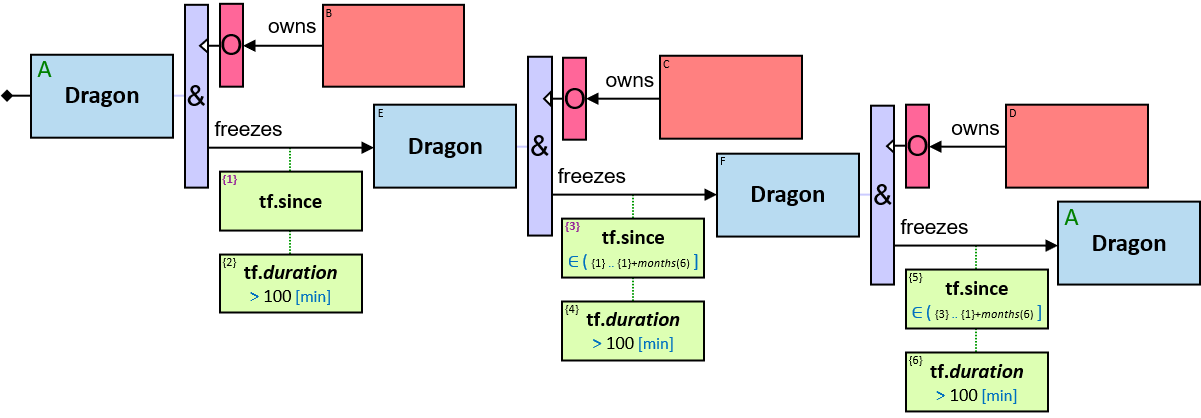 B
owns
O
A
Dragon
&
freezes
{1}
tf.since
{2}
tf.duration
> 100 [min]
E
Dragon
C
owns
O
&
freezes
{3}
tf.since
∈ ( {1} .. {1}+months(6) ]
{4}
tf.duration
> 100 [min]
F
Dragon
D
owns
O
&
freezes
{5}
tf.since
∈ ( {3} .. {1}+months(6) ]
{6}
tf.duration
> 100 [min]
A
Dragon